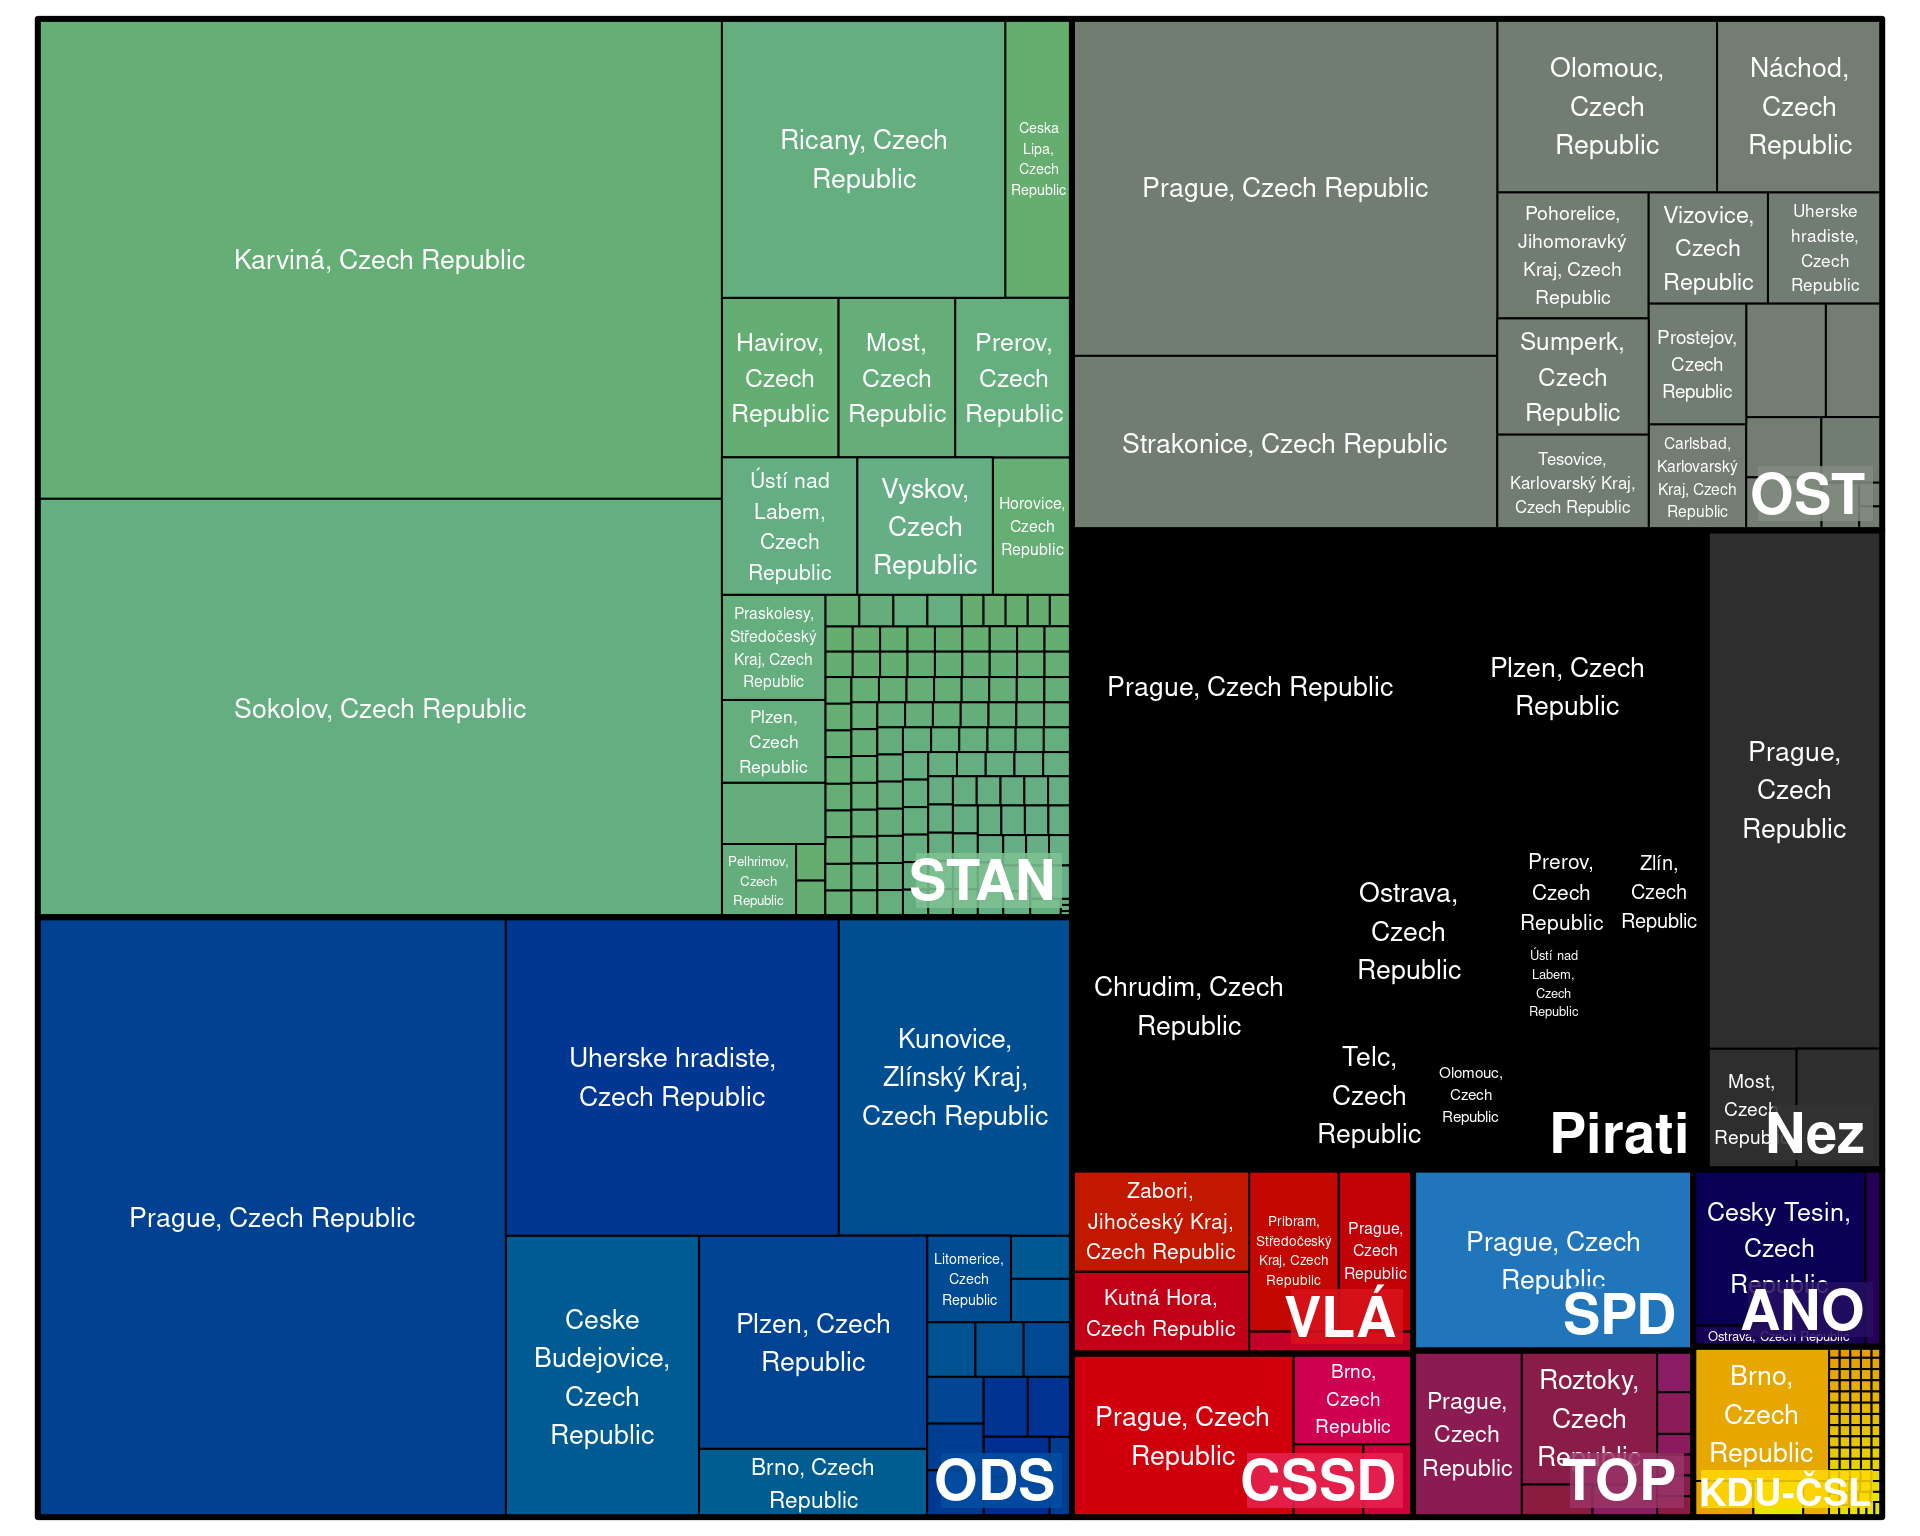 Karviná, Czech Republic
Sokolov, Czech Republic
Ricany, Czech
Republic
Ceska
Lipa,
Czech
Republic
Havirov,
Czech
Republic
Most,
Czech
Republic
Prerov,
Czech
Republic
Ústí nad
Labem,
Czech
Republic
Vyskov,
Czech
Republic
Horovice,
Czech
Republic
Praskolesy,
Středočeský
Kraj, Czech
Republic
Plzen,
Czech
Republic
Pelhrimov,
Czech
Republic
STAN
Prague, Czech Republic
Uherske hradiste,
Czech Republic
Kunovice,
Zlínský Kraj,
Czech Republic
Ceske
Budejovice,
Czech
Republic
Plzen, Czech
Republic
Brno, Czech
Republic
Litomerice,
Czech
Republic
ODS
Prague, Czech Republic
Strakonice, Czech Republic
Olomouc,
Czech
Republic
Náchod,
Czech
Republic
Pohorelice,
Jihomoravký
Kraj, Czech
Republic
Vizovice,
Czech
Republic
Uherske
hradiste,
Czech
Republic
Sumperk,
Czech
Republic
Prostejov,
Czech
Republic
Tesovice,
Karlovarský Kraj,
Czech Republic
Carlsbad,
Karlovarský
Kraj, Czech
Republic
OST
Prague, Czech Republic
Plzen, Czech
Republic
Chrudim, Czech
Republic
Ostrava,
Czech
Republic
Prerov,
Czech
Republic
Zlín,
Czech
Republic
Ústí nad
Labem,
Czech
Republic
Telc,
Czech
Republic
Olomouc,
Czech
Republic
Pirati
Prague,
Czech
Republic
Most,
Czech
Republic
Nez
Zabori,
Jihočeský Kraj,
Czech Republic
Kutná Hora,
Czech Republic
Pribram,
Středočeský
Kraj, Czech
Republic
Prague,
Czech
Republic
VLÁ
Prague, Czech
Republic
SPD
Cesky Tesin,
Czech
Republic
Ostrava, Czech Republic
ANO
Prague, Czech
Republic
Brno,
Czech
Republic
CSSD
Prague,
Czech
Republic
Roztoky,
Czech
Republic
TOP
Brno,
Czech
Republic
KDU-ČSL